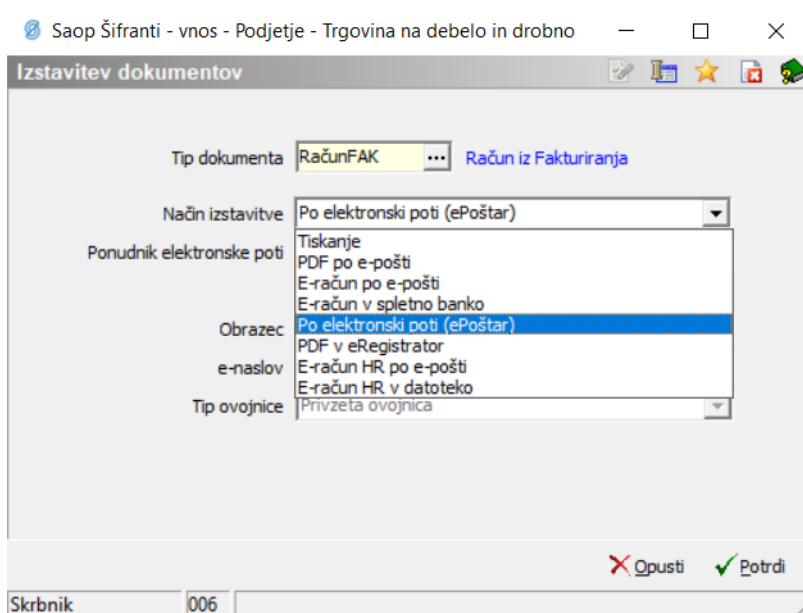 Saop Šifranti - vnos - Podjetje - Trgovina na debelo in drobno
Izstavitev dokumentov
Tip dokumenta RačunFAK ... Račun iz Fakturiranja
Način izstavitve Po elektronski poti (ePoštar)
Ponudnik elektronske poti
Tiskanje
PDF po e-pošti
E-račun po e-pošti
E-račun v spletno banko
Po elektronski poti (ePoštar)
PDF v eRegistrator
E-račun HR po e-pošti
E-račun HR v datoteko
Obrazec
e-naslov
Tip ovojnice Privzeta ovojnica
Opusti Potrdi
Skrbnik 006